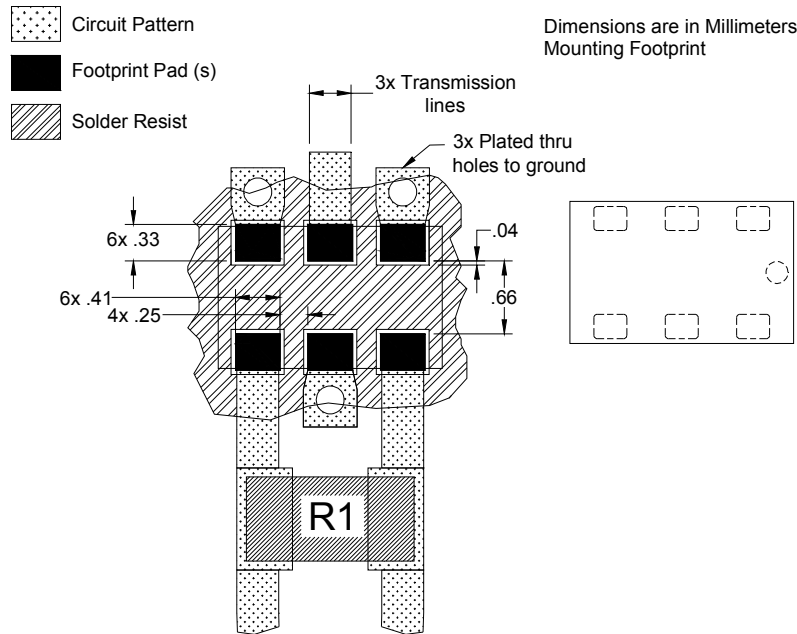 Circuit Pattern
Footprint Pad (s)
Solder Resist
Dimensions are in Millimeters
Mounting Footprint
3x Transmission
lines
3x Plated thru
holes to ground
6x .33
.04
6x .41
.66
4x .25
R1